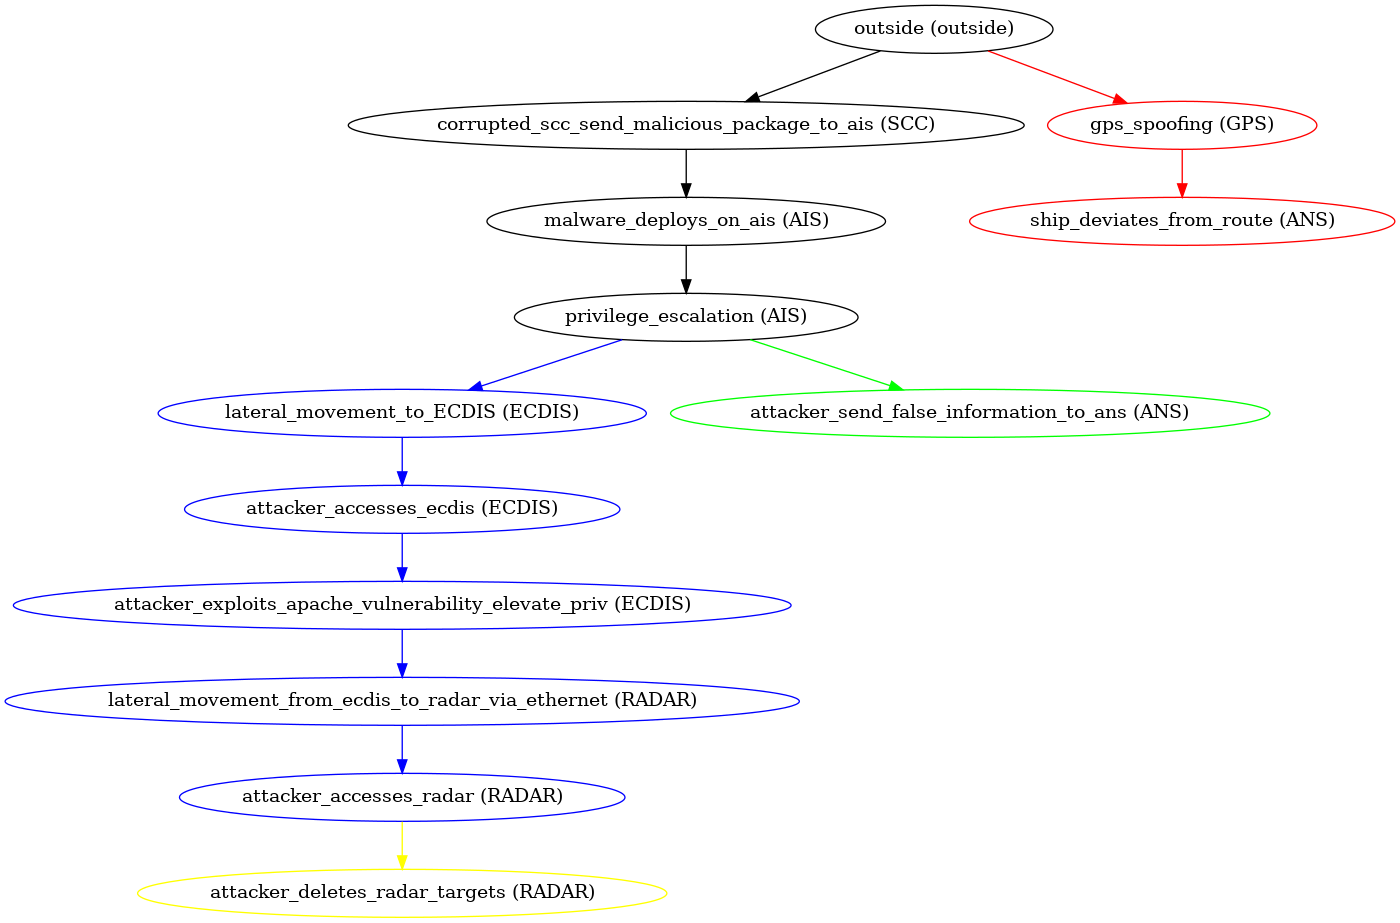 outside (outside)
corrupted_scc_send_malicious_package_to_ais (SCC)
gps_spoofing (GPS)
malware_deploys_on_ais (AIS)
ship_deviates_from_route (ANS)
privilege_escalation (AIS)
lateral_movement_to_ECDIS (ECDIS)
attacker_send_false_information_to_ans (ANS)
attacker_accesses_ecdis (ECDIS)
attacker_exploits_apache_vulnerability_elevate_priv (ECDIS)
lateral_movement_from_ecdis_to_radar_via_ethernet (RADAR)
attacker_accesses_radar (RADAR)
attacker_deletes_radar_targets (RADAR)